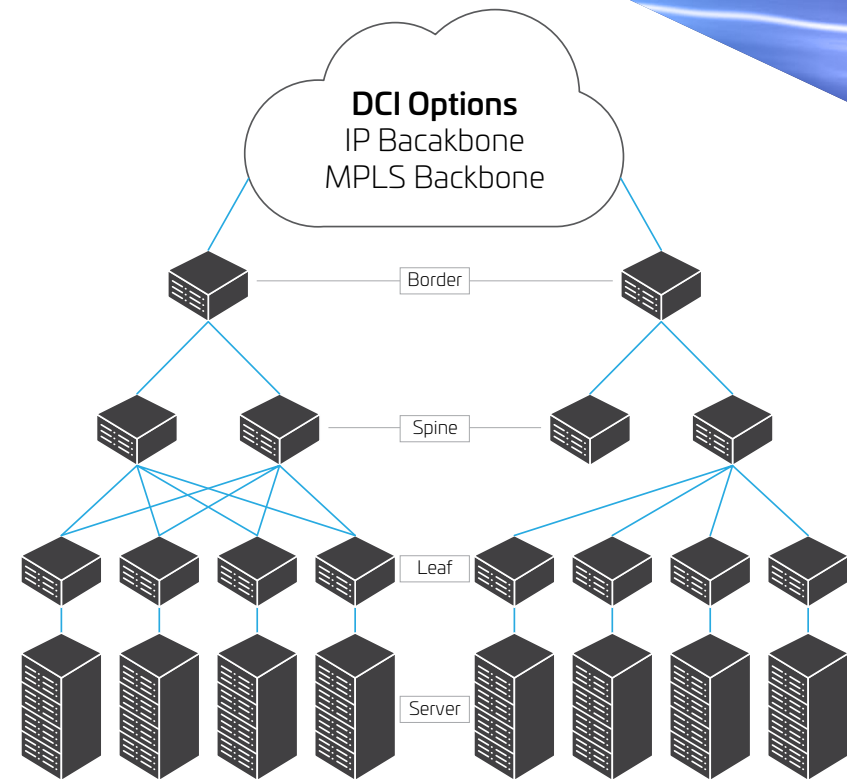 DCI Options
IP Bacakbone
MPLS Backbone
Border
Spine
Leaf
Server